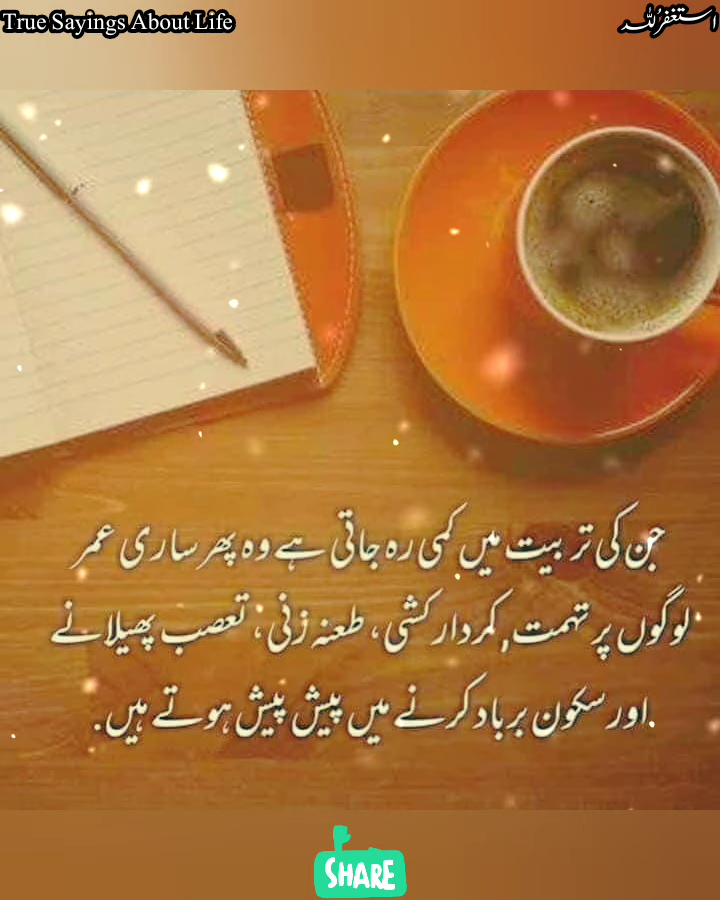 True Sayings About Life
استغفرُللہ
جن کی تربیت میں کمی رہ جاتی ہے وہ پھر ساری عمر
لوگوں پر تہمت, کردار کشی، طعنہ زنی، تعصب پھیلانے
اور سکون برباد کرنے میں پیش پیش ہوتے ہیں.
SHARE